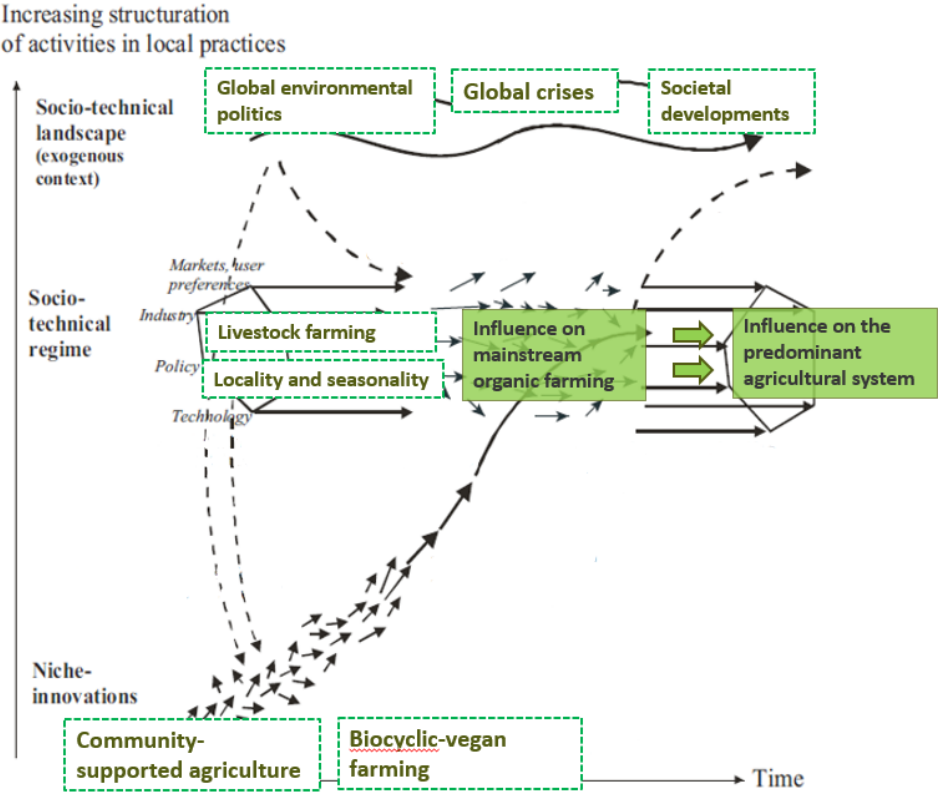 Increasing structuration
of activities in local practices
Socio-technical
landscape
(exogenous
context)
Global environmental
politics
Global crises
Societal
developments
Markets, user
preferences
Industry
Socio-
technical
regime
Policy
Technology
Livestock farming
Locality and seasonality
Influence on
mainstream
organic farming
Influence on the
predominant
agricultural system
Niche-
innovations
Community-
supported agriculture
Biocyclic-vegan
farming
Time